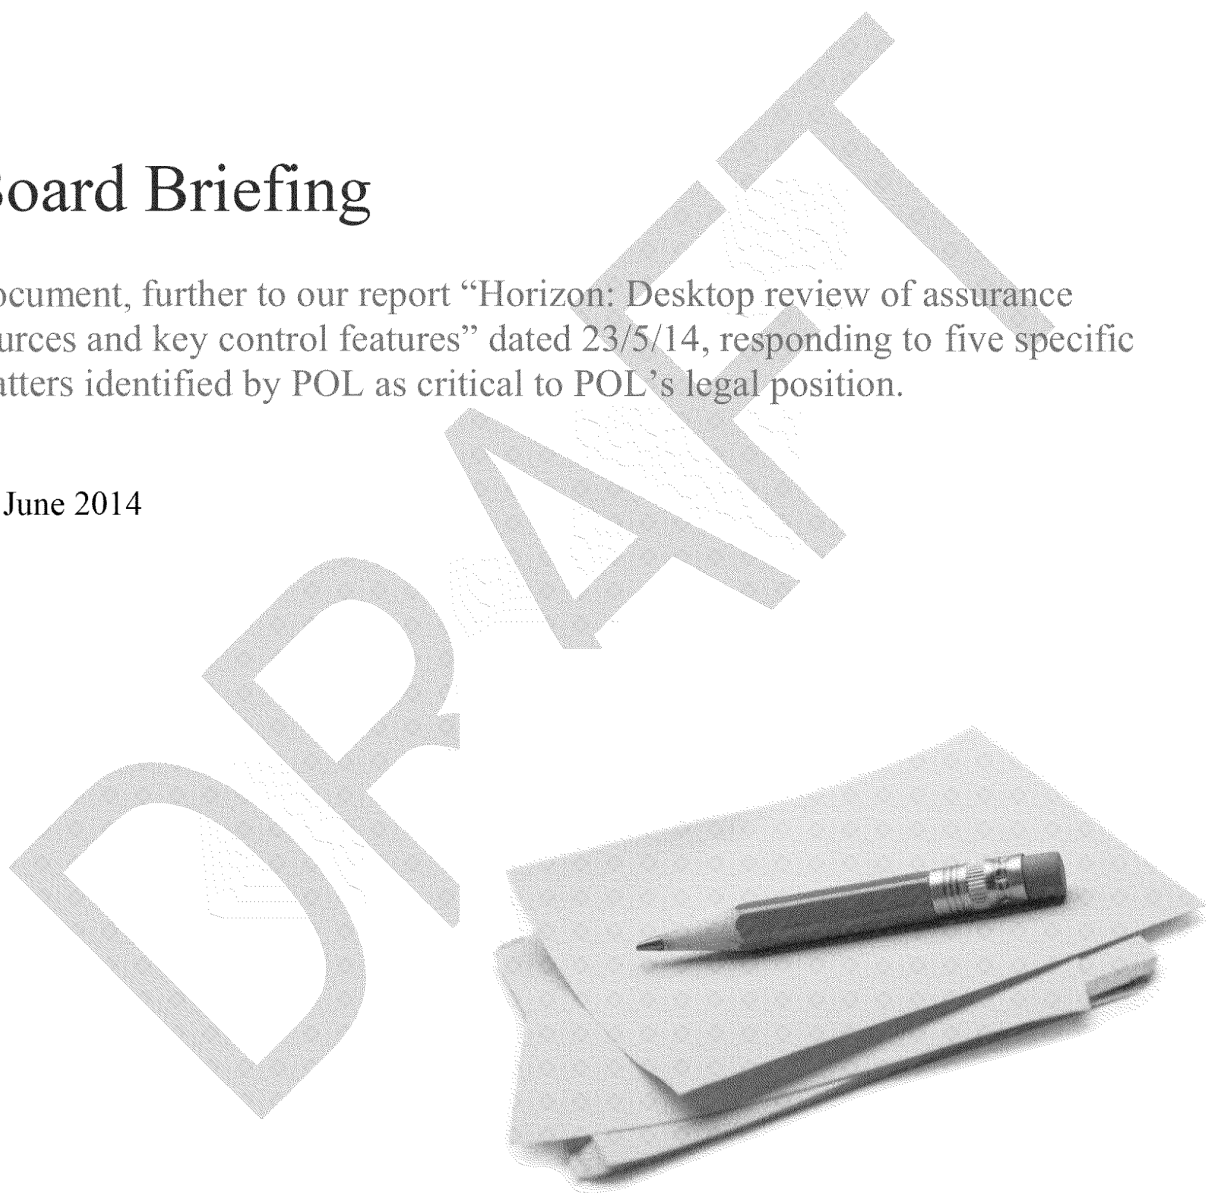 Board Briefing
ocument, further to our report “Horizon: Desktop review of assurance
urces and key control features” dated 23/5/14, responding to five specific
atters identified by POL as critical to POL’s legal position.
June 2014
DRAFT